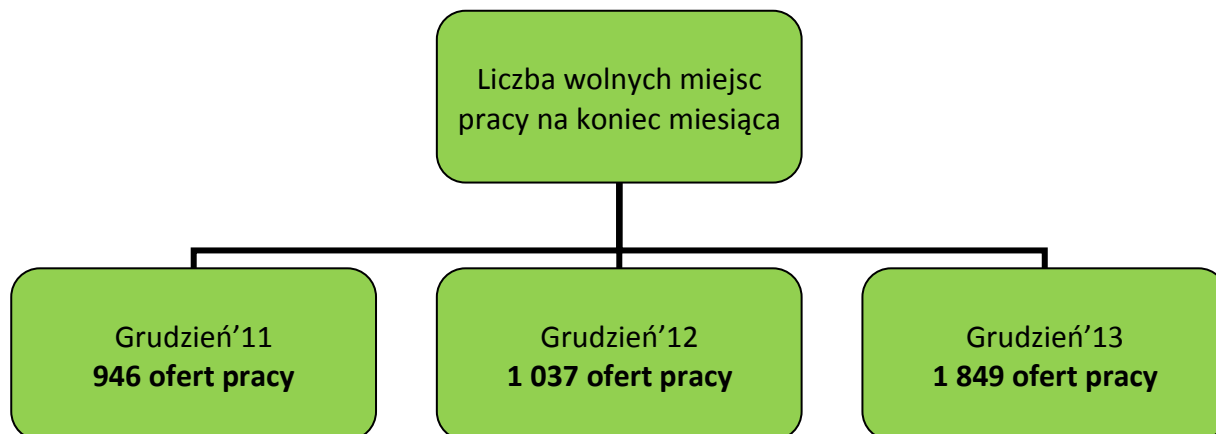 Liczba wolnych miejsc
pracy na koniec miesiąca
Grudzień’11
946 ofert pracy
Grudzień’12
1 037 ofert pracy
Grudzień’13
1 849 ofert pracy